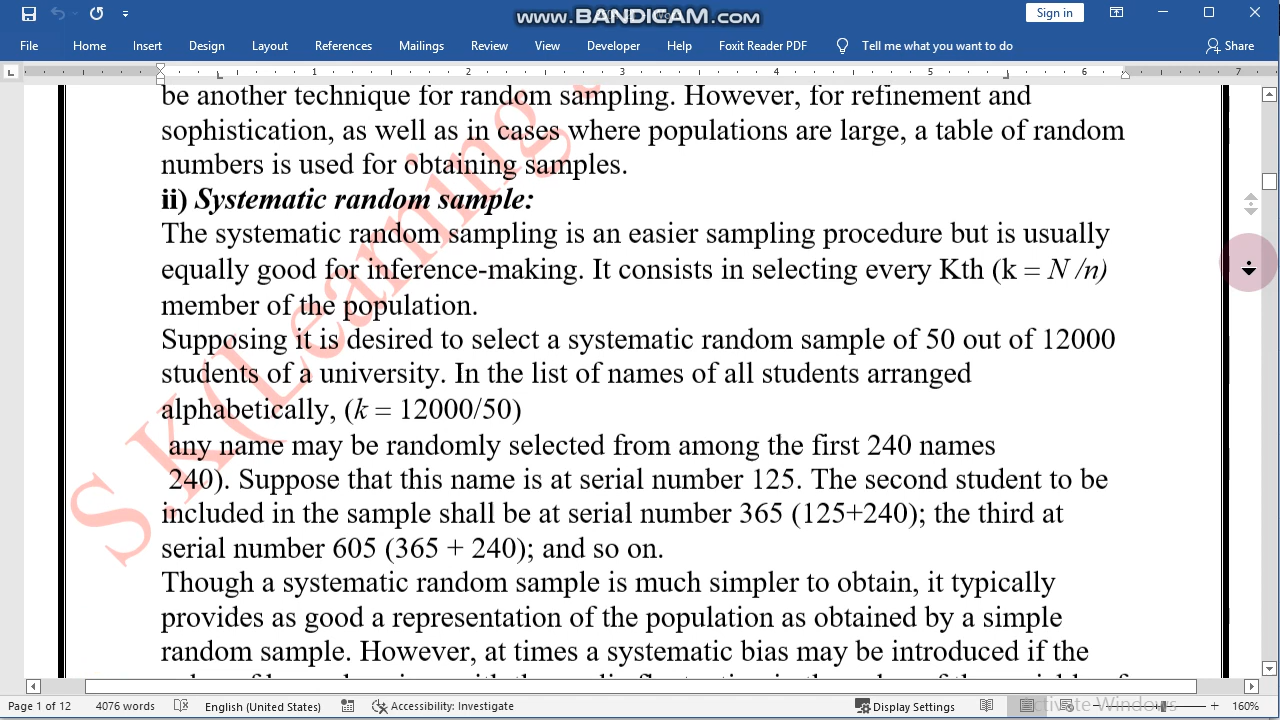 www.BANDICAM.com
Sign in
File Home Insert Design Layout References Mailings Review View Developer Help Foxit Reader PDF Tell me what you want to do Share
1 2 3 4 5 6 7
be another technique for random sampling. However, for refinement and
sophistication, as well as in cases where populations are large, a table of random
numbers is used for obtaining samples.
ii) Systematic random sample:
The systematic random sampling is an easier sampling procedure but is usually
equally good for inference-making. It consists in selecting every Kth (k = N /n)
member of the population.
Supposing it is desired to select a systematic random sample of 50 out of 12000
students of a university. In the list of names of all students arranged
alphabetically, (k = 12000/50)
any name may be randomly selected from among the first 240 names
240). Suppose that this name is at serial number 125. The second student to be
included in the sample shall be at serial number 365 (125+240); the third at
serial number 605 (365 + 240); and so on.
Though a systematic random sample is much simpler to obtain, it typically
provides as good a representation of the population as obtained by a simple
random sample. However, at times a systematic bias may be introduced if the
S.K(Learning
Activate Windows
Page 1 of 12 4076 words English (United States) Accessibility: Investigate Display Settings 160%